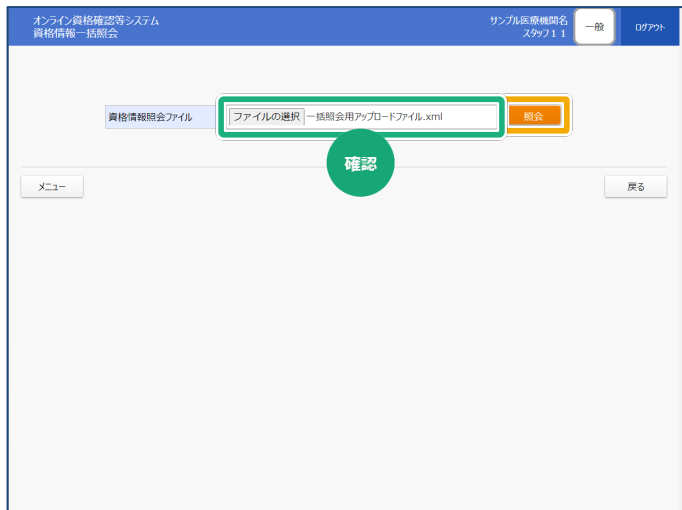 オンライン資格確認等システム
資格情報一括照会
サンプル医療機関名
スタッフ１１
一般
ログアウト
資格情報照会ファイル
ファイルの選択 一括照会用アップロードファイル.xml
照会
確認
メニュー
戻る